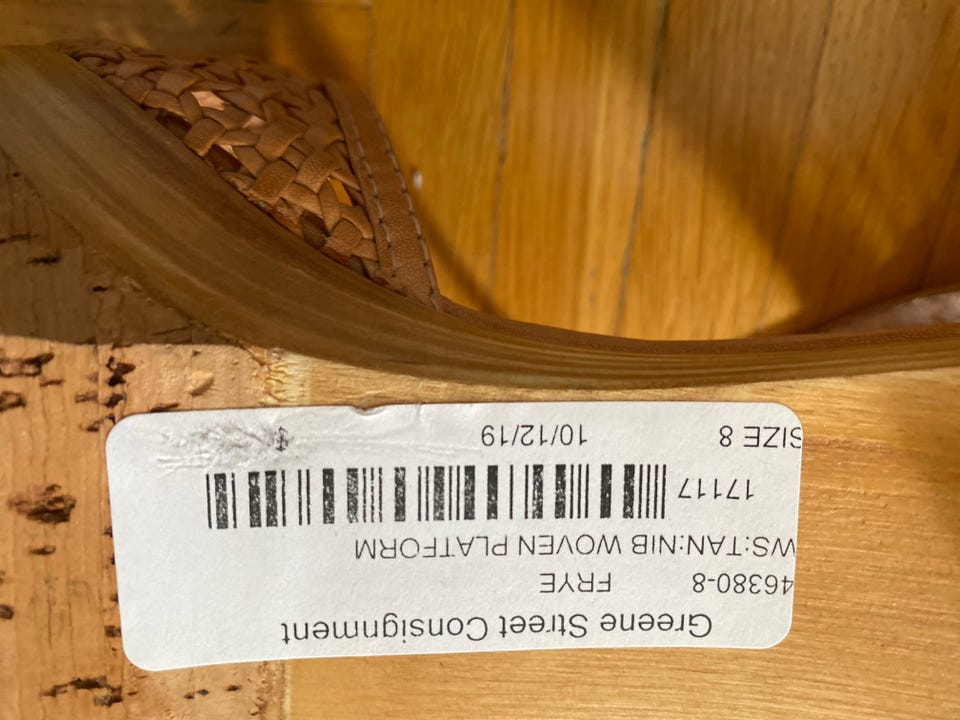 Greene Street Consignment
46380-8 FRYE
WS:TAN:NIB WOVEN PLATFORM
17117
SIZE 8 10/12/19 $